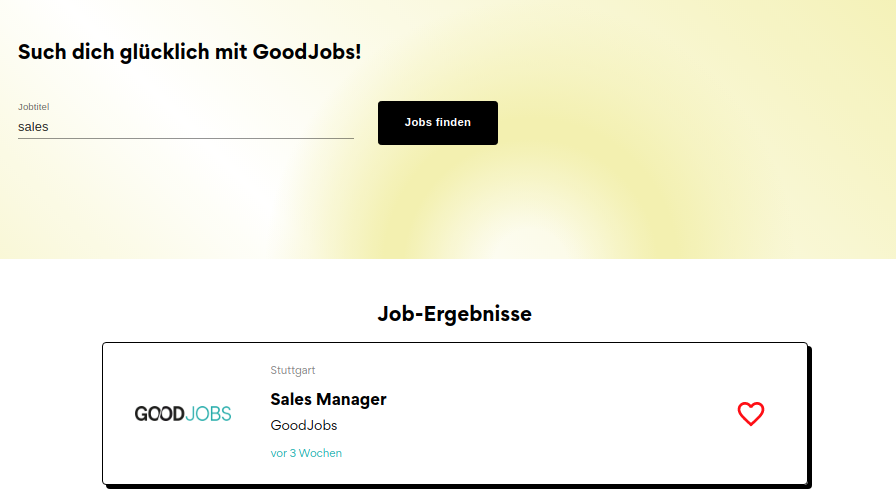 Such dich glücklich mit GoodJobs!
Jobtitel
sales
Jobs finden
Job-Ergebnisse
Stuttgart
GOODJOBS
Sales Manager
GoodJobs
vor 3 Wochen